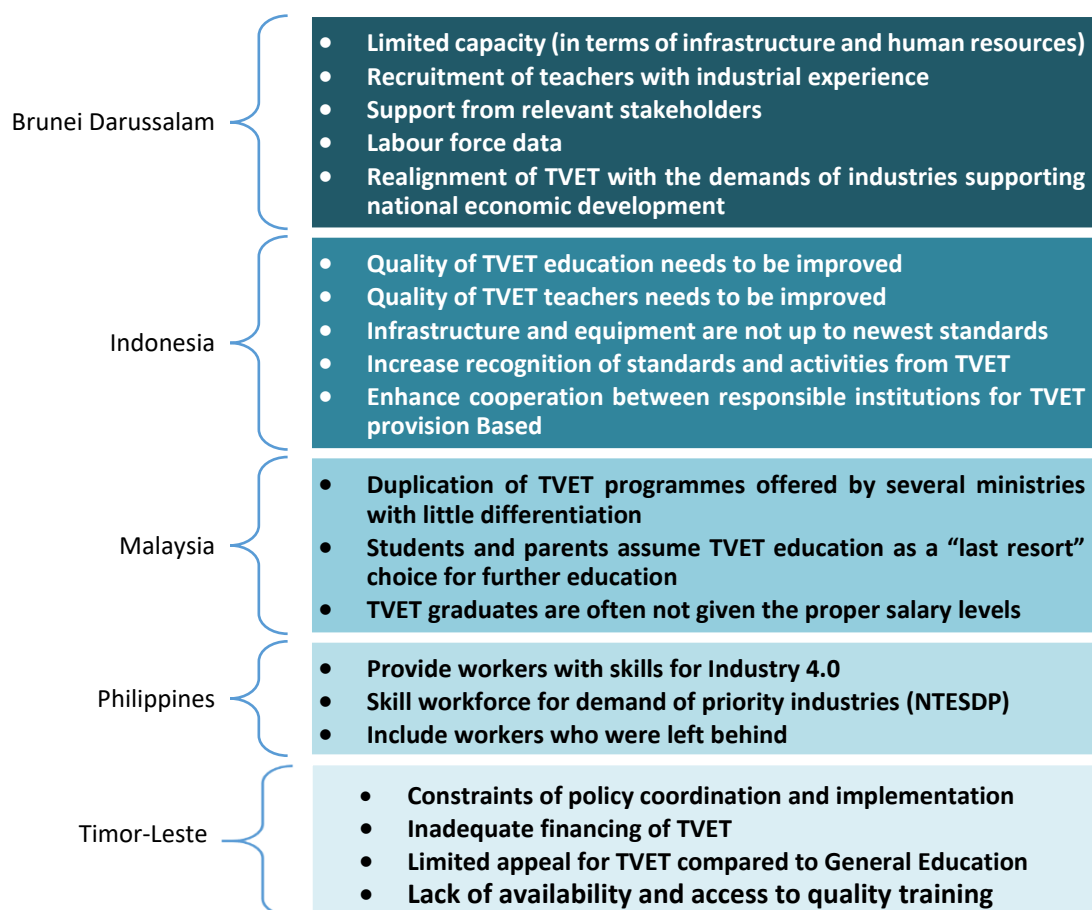 Brunei Darussalam
• Limited capacity (in terms of infrastructure and human resources)
• Recruitment of teachers with industrial experience
• Support from relevant stakeholders
• Labour force data
• Realignment of TVET with the demands of industries supporting
national economic development
Indonesia
• Quality of TVET education needs to be improved
• Quality of TVET teachers needs to be improved
• Infrastructure and equipment are not up to newest standards
• Increase recognition of standards and activities from TVET
• Enhance cooperation between responsible institutions for TVET
provision Based
Malaysia
• Duplication of TVET programmes offered by several ministries
with little differentiation
• Students and parents assume TVET education as a “last resort”
choice for further education
• TVET graduates are often not given the proper salary levels
Philippines
• Provide workers with skills for Industry 4.0
• Skill workforce for demand of priority industries (NTESDP)
• Include workers who were left behind
Timor-Leste
• Constraints of policy coordination and implementation
• Inadequate financing of TVET
• Limited appeal for TVET compared to General Education
• Lack of availability and access to quality training